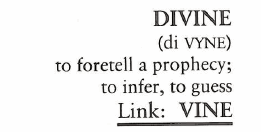 DIVINE
(di VYNE)
to foretell a prophecy;
to infer, to guess
Link: VINE